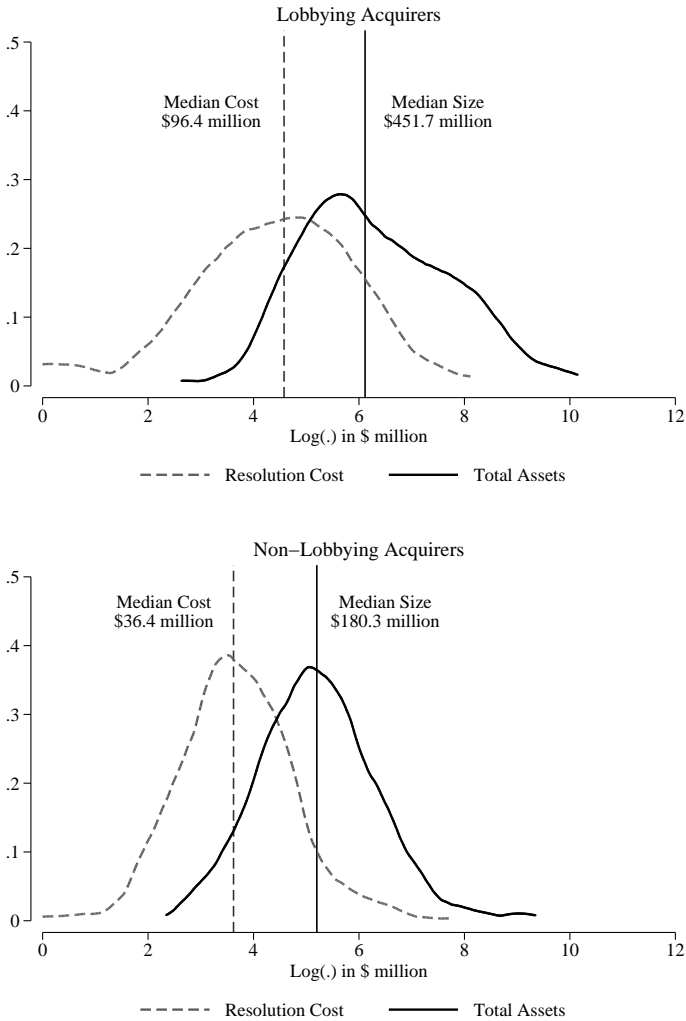 Lobbying Acquirers
.5
.4
.3
.2
.1
0
Median Cost
$96.4 million
Median Size
$451.7 million
0 2 4 6 8 10 12
Log(.) in $ million
Resolution Cost Total Assets
Non−Lobbying Acquirers
.5
.4
.3
.2
.1
0
Median Cost
$36.4 million
Median Size
$180.3 million
0 2 4 6 8 10 12
Log(.) in $ million
Resolution Cost Total Assets